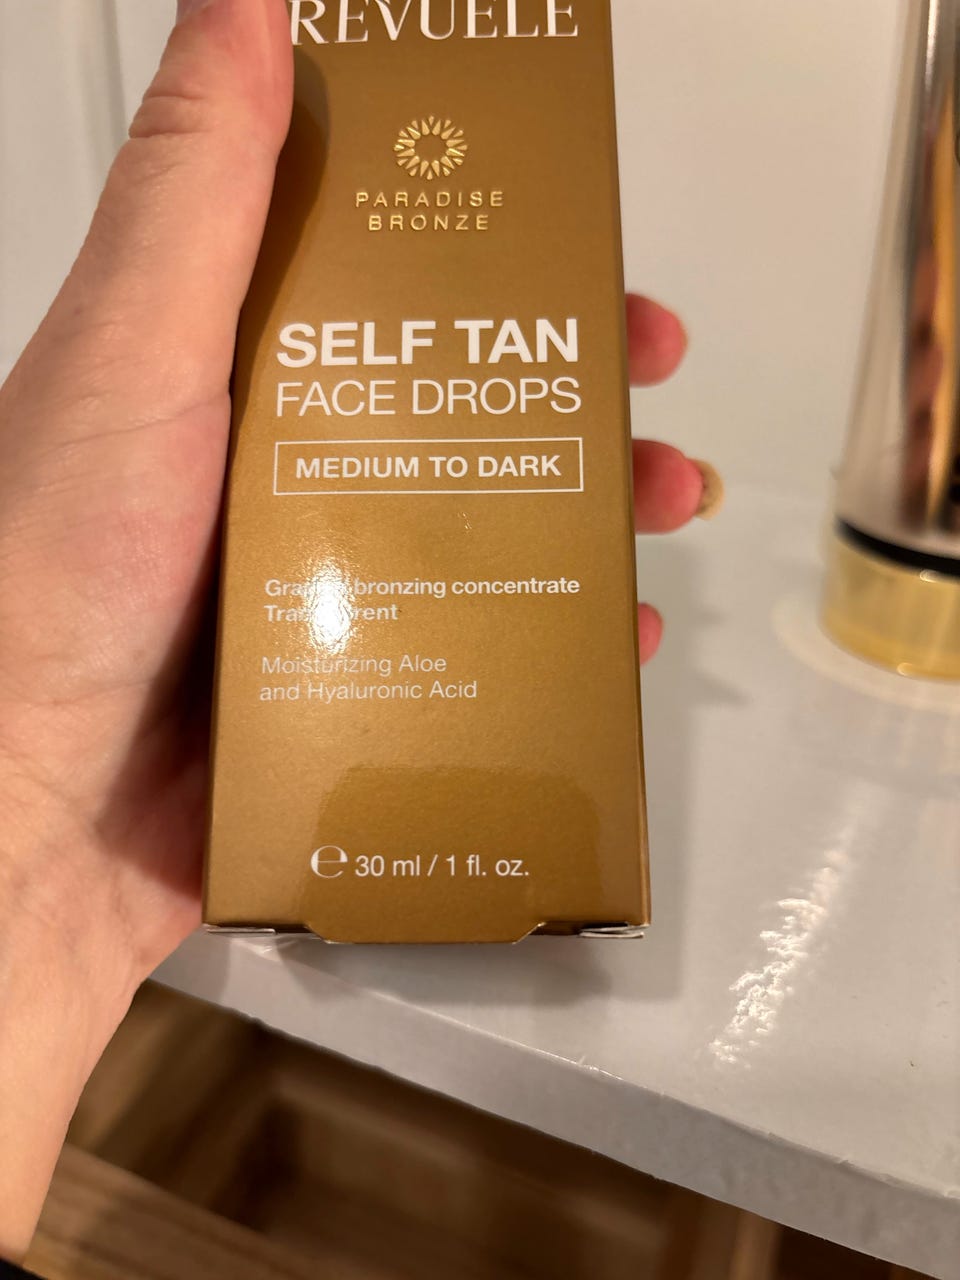 REVUELE
PARADISE
BRONZE
SELF TAN
FACE DROPS
MEDIUM TO DARK
bronzing concentrate
Moisturizing Aloe
and Hyaluronic Acid
℮ 30 ml / 1 fl. oz.